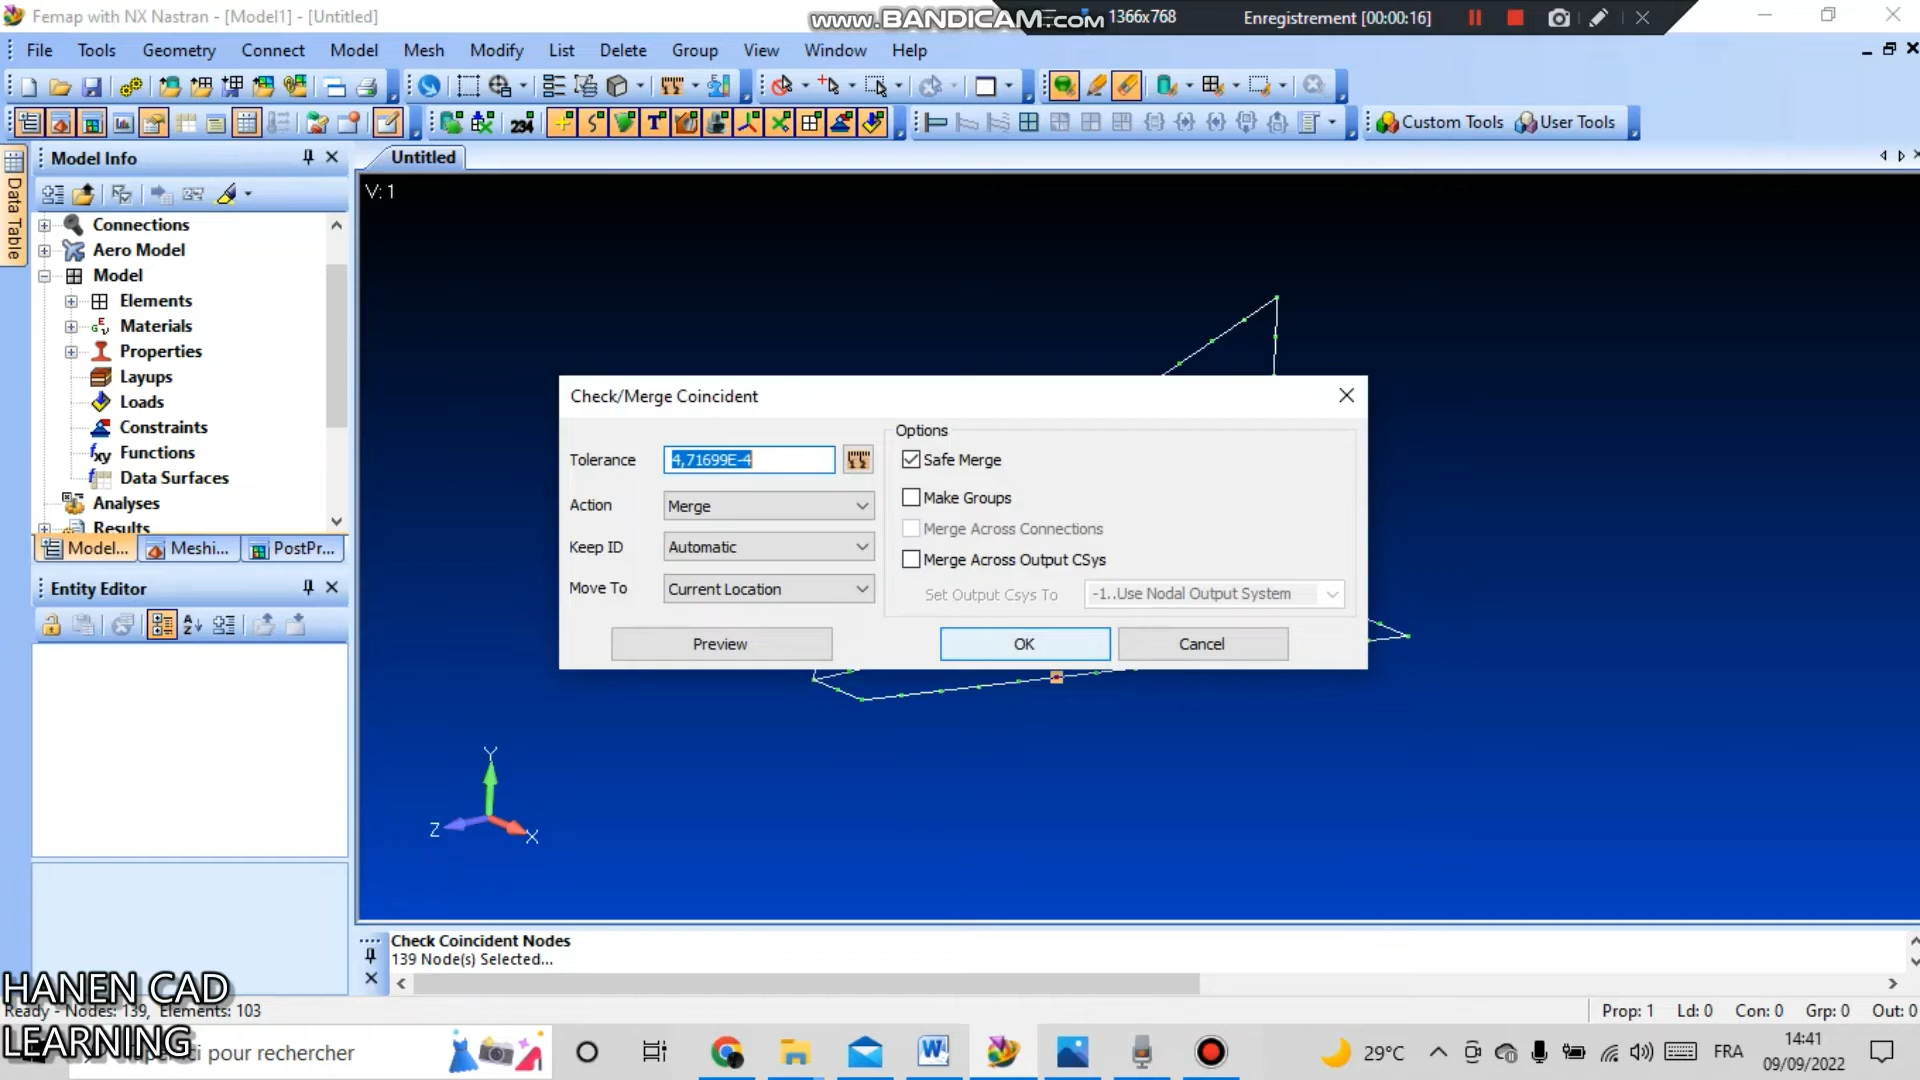 Femap with NX Nastran - [Model1] - [Untitled]
www.BANDICAM.com
1366x768
Enregistrement [00:00:16]
File
Tools
Geometry
Connect
Model
Mesh
Modify
List
Delete
Group
View
Window
Help
234
Custom Tools
User Tools
Data Table
Model Info
Untitled
V: 1
Connections
Aero Model
Model
Elements
Materials
Properties
Layups
Loads
Constraints
Functions
Data Surfaces
Analyses
Results
Model...
Meshi...
PostPr...
Entity Editor
Check/Merge Coincident
Tolerance
4,71699E-4
Action
Merge
Keep ID
Automatic
Move To
Current Location
Preview
Options
Safe Merge
Make Groups
Merge Across Connections
Merge Across Output CSys
Set Output Csys To
-1..Use Nodal Output System
OK
Cancel
Y
Z
X
Check Coincident Nodes
139 Node(s) Selected...
HANEN CAD
LEARNING
Ready - Nodes: 139, Elements: 103
Prop: 1
Ld: 0
Con: 0
Grp: 0
Out: 0
pour rechercher
29°C
FRA
14:41
09/09/2022